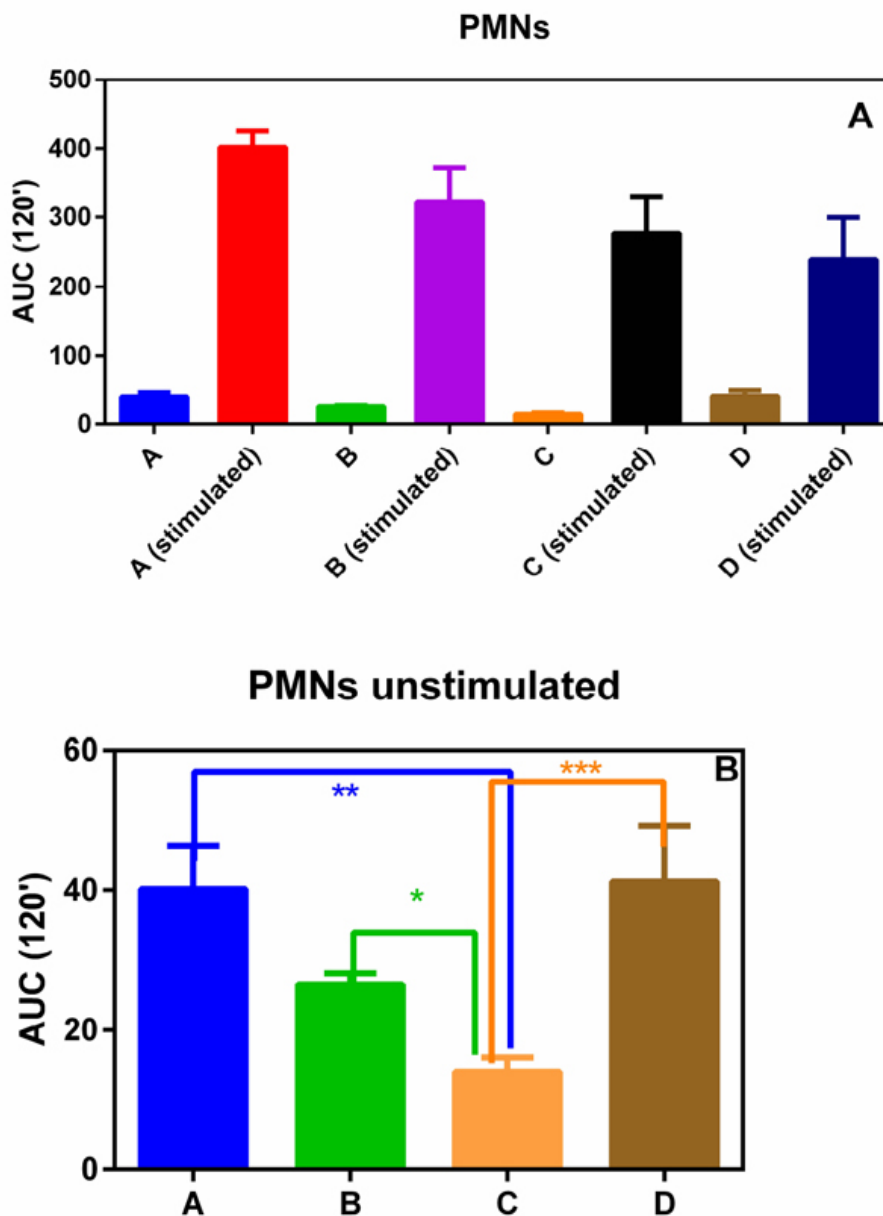 PMNs
A
500
400
300
200
100
0
AUC (120')
A
A (stimulated)
B
B (stimulated)
C
C (stimulated)
D
D (stimulated)
PMNs unstimulated
B
60
40
20
0
AUC (120')
**
***
*
A
B
C
D